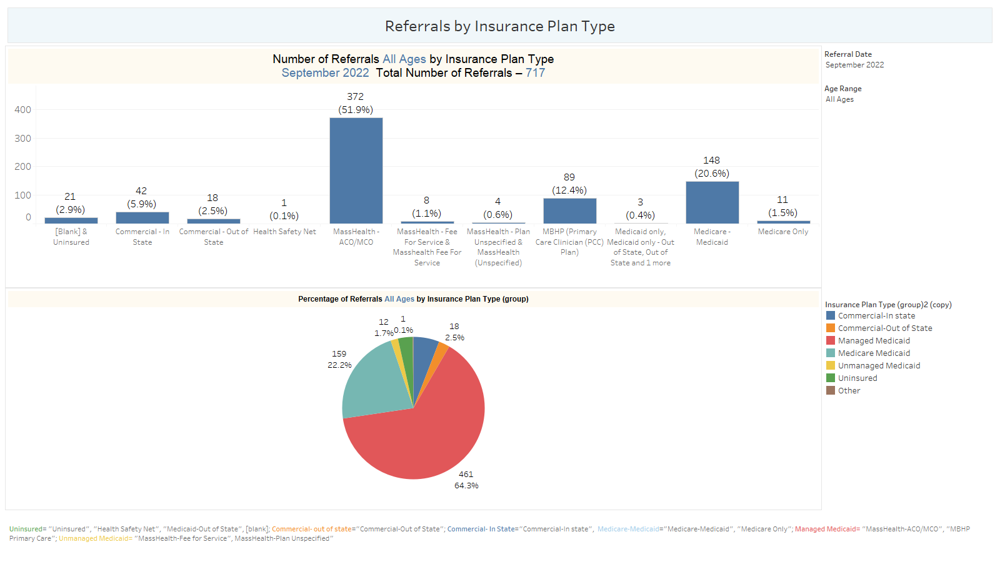 Referrals by Insurance Plan Type
Number of Referrals All Ages by Insurance Plan Type
September 2022 Total Number of Referrals – 717
Referral Date
September 2022
Age Range
All Ages
400
300
200
100
0
21
(2.9%)
42
(5.9%)
18
(2.5%)
1
(0.1%)
372
(51.9%)
8
(1.1%)
4
(0.6%)
89
(12.4%)
3
(0.4%)
148
(20.6%)
11
(1.5%)
[Blank] &
Uninsured
Commercial - In
State
Commercial - Out of
State
Health Safety Net
MassHealth -
ACO/MCO
MassHealth - Fee
For Service &
Masshealth Fee For
Service
MassHealth - Plan
Unspecified &
MassHealth
(Unspecified)
MBHP (Primary
Care Clinician (PCC)
Plan)
Medicaid only,
Medicaid only - Out
of State, Out of
State and 1 more
Medicare -
Medicaid
Medicare Only
Percentage of Referrals All Ages by Insurance Plan Type (group)
12
1.7%
1
0.1%
18
2.5%
159
22.2%
461
64.3%
Insurance Plan Type (group)2 (copy)
Commercial-In state
Commercial-Out of State
Managed Medicaid
Medicare Medicaid
Unmanaged Medicaid
Uninsured
Other
Uninsured= "Uninsured", "Health Safety Net", "Medicaid-Out of State", [blank]; Commercial- out of state="Commercial-Out of State"; Commercial- In State="Commercial-In state", Medicare-Medicaid="Medicare-Medicaid", "Medicare Only"; Managed Medicaid= "MassHealth-ACO/MCO", "MBHP
Primary Care"; Unmanaged Medicaid= "MassHealth-Fee for Service", MassHealth-Plan Unspecified"